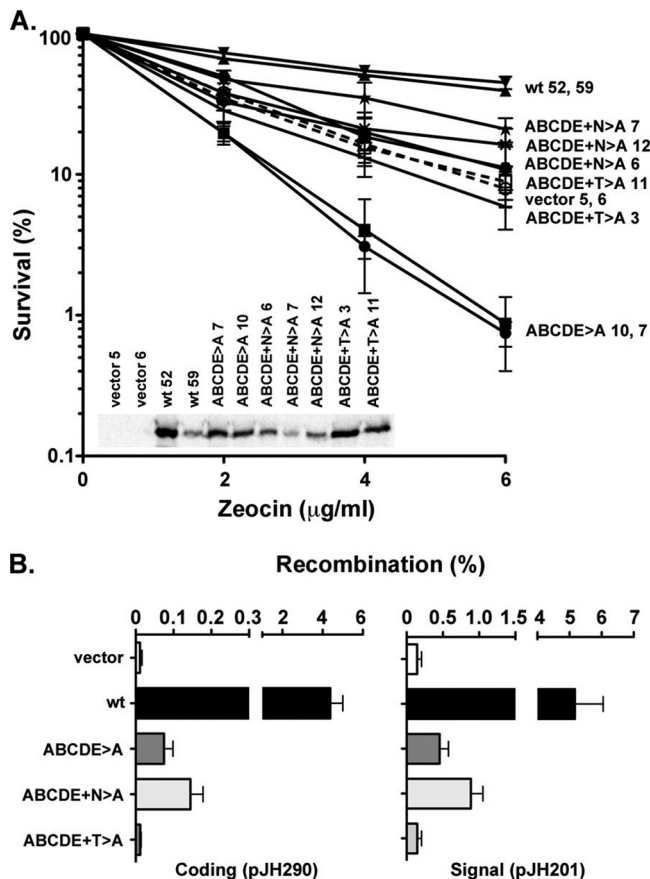 A.
100
10
1
0.1
Survival (%)
wt 52, 59
ABCDE+N>A 7
ABCDE+N>A 12
ABCDE+N>A 6
ABCDE+T>A 11
vector 5, 6
ABCDE+T>A 3
ABCDE>A 10, 7
vector 5
vector 6
wt 52
wt 59
ABCDE>A 7
ABCDE>A 10
ABCDE+N>A 6
ABCDE+N>A 7
ABCDE+N>A 12
ABCDE+T>A 3
ABCDE+T>A 11
0 2 4 6
Zeocin (μg/ml)
B.
Recombination (%)
0 0.1 0.2 0.3 2 4 6
0 0.5 1.0 1.5 4 5 6 7
vector
wt
ABCDE>A
ABCDE+N>A
ABCDE+T>A
Coding (pJH290)
Signal (pJH201)